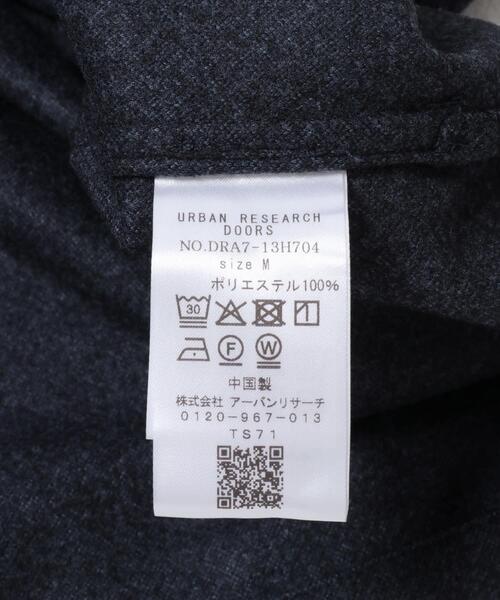 URBAN RESEARCH
DOORS
NO.DRA7-13H704
size M
ポリエステル100%
30
F W
中国製
株式会社 アーバンリサーチ
0120-967-013
TS71